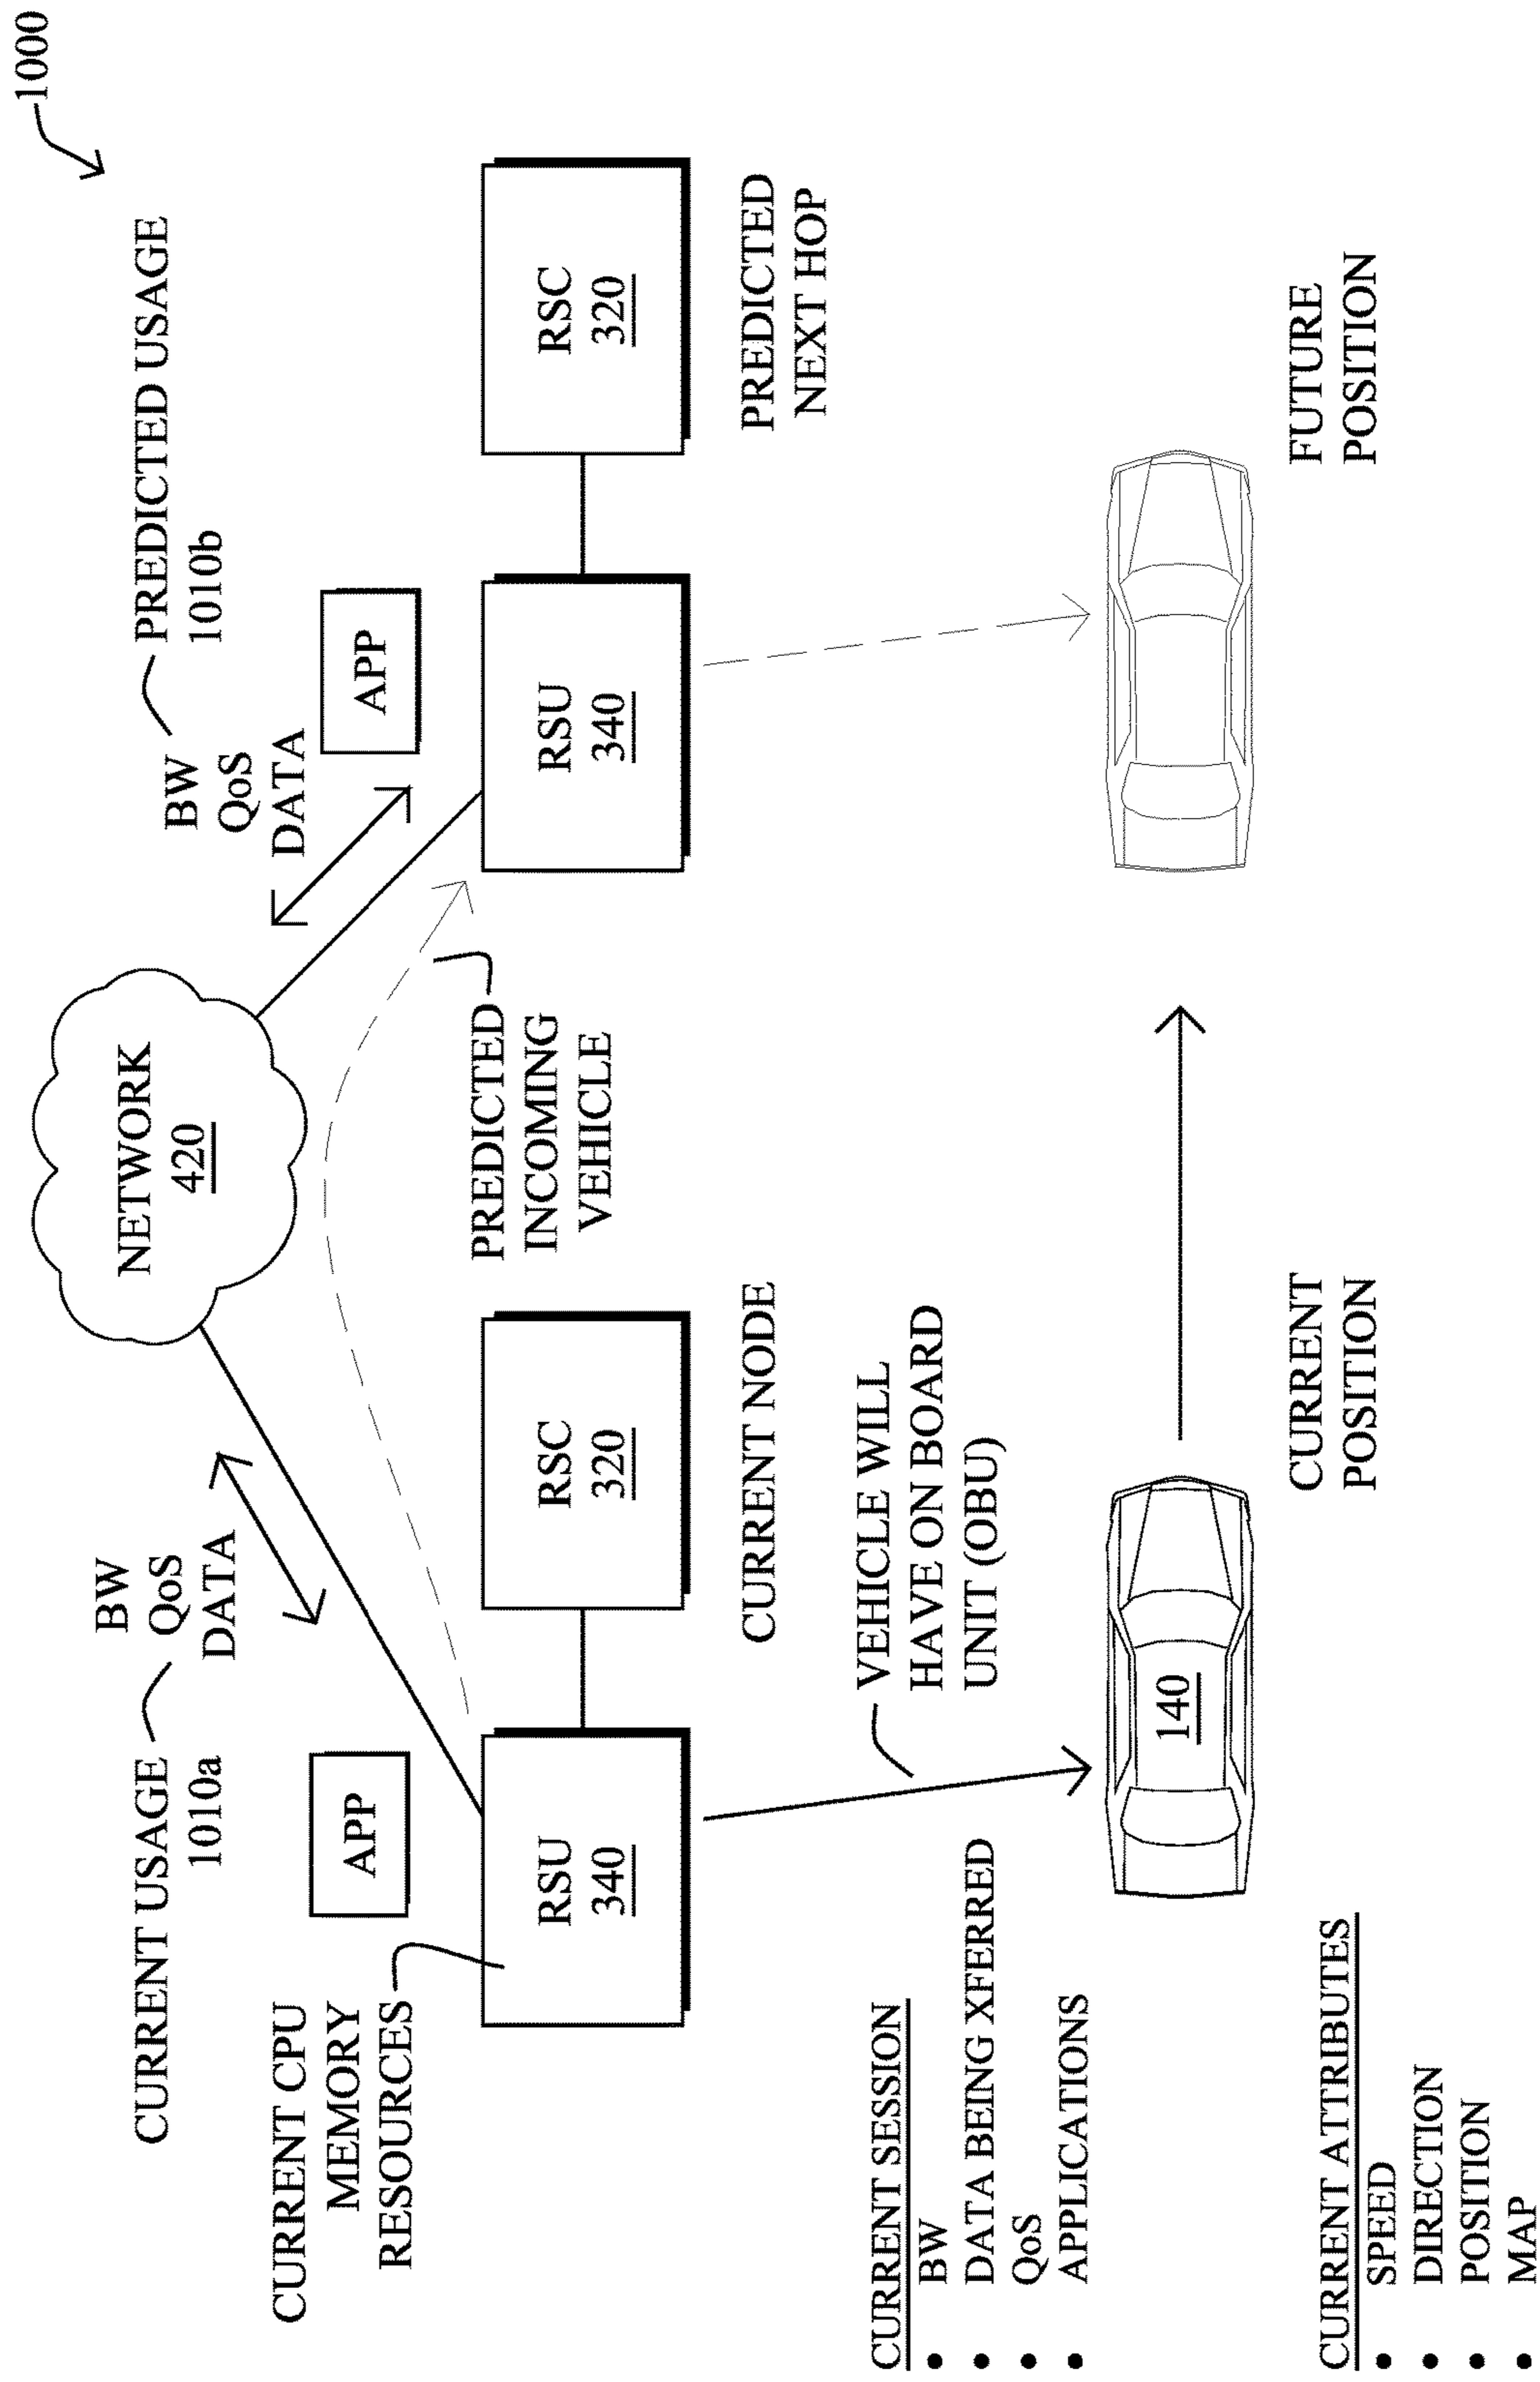 1000
NETWORK
420
CURRENT USAGE
1010a
BW
QoS
DATA
BW
QoS
DATA
PREDICTED USAGE
1010b
CURRENT CPU
MEMORY
RESOURCES
APP
APP
RSU
340
RSC
320
PREDICTED
INCOMING
VEHICLE
RSU
340
RSC
320
CURRENT NODE
PREDICTED
NEXT HOP
CURRENT SESSION
• BW
• DATA BEING XFERRED
• QoS
• APPLICATIONS
VEHICLE WILL
HAVE ON BOARD
UNIT (OBU)
140
CURRENT ATTRIBUTES
• SPEED
• DIRECTION
• POSITION
• MAP
CURRENT
POSITION
FUTURE
POSITION